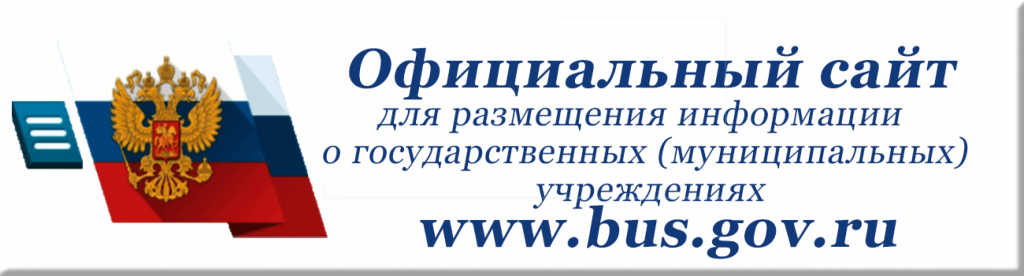 Официальный сайт
для размещения информации
о государственных (муниципальных)
учреждениях
www.bus.gov.ru